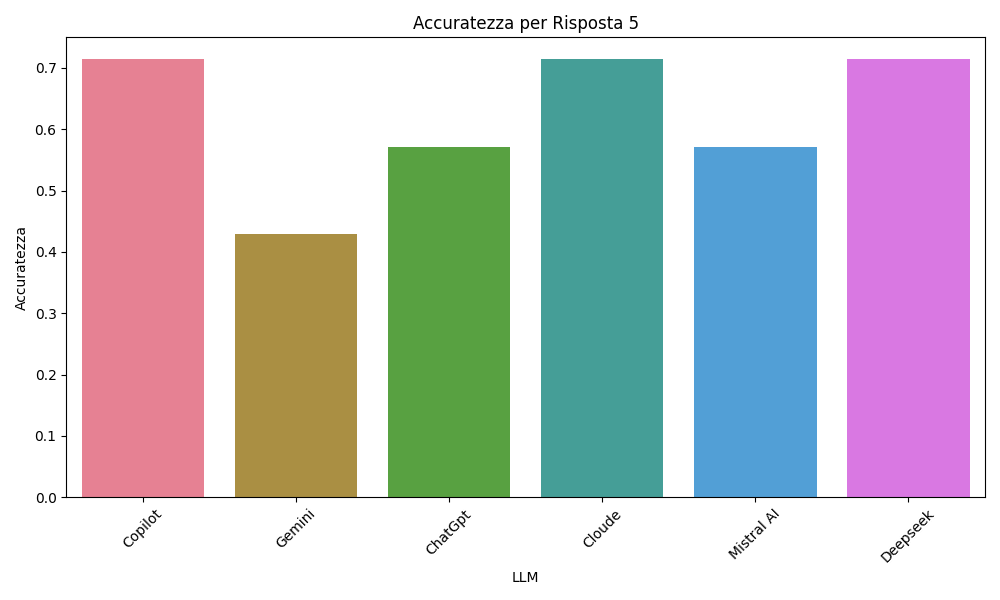 Accuratezza per Risposta 5
Accuratezza
0.7
0.6
0.5
0.4
0.3
0.2
0.1
0.0
Copilot
Gemini
ChatGpt
Cloude
Mistral AI
Deepseek
LLM